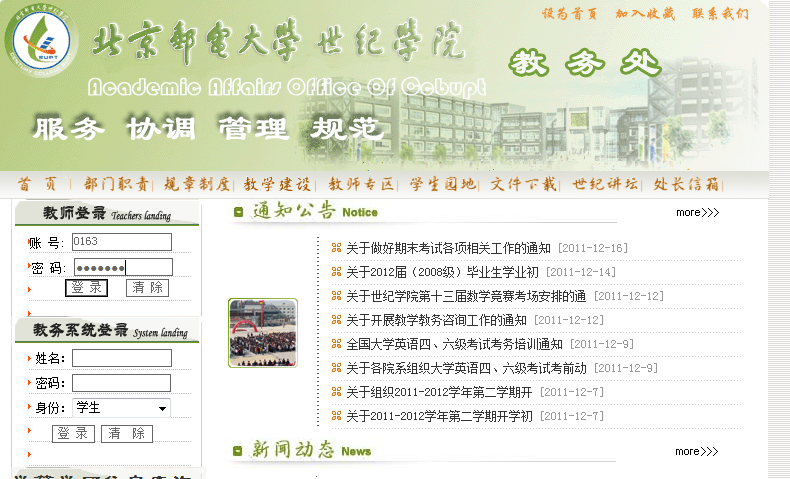 设为首页 加入收藏 联系我们
北京邮电大学世纪学院
教务处
Academic Affairs Office Of Ccbupt
服务 协调 管理 规范
首 页 | 部门职责 | 规章制度 | 教学建设 | 教师专区 | 学生园地 | 文件下载 | 世纪讲坛 | 处长信箱 |
教师登录 Teachers landing
账 号: 0163
密 码: •••••••
登 录 清 除
教务系统登录 System landing
姓名:
密码:
身份: 学生
登 录 清 除
通知公告 Notice more>>>
关于做好期末考试各项相关工作的通知 [2011-12-16]
关于2012届（2008级）毕业生学业初 [2011-12-14]
关于世纪学院第十三届数学竞赛考场安排的通 [2011-12-12]
关于开展教学教务咨询工作的通知 [2011-12-9]
全国大学英语四、六级考试考务培训通知 [2011-12-9]
关于各院系组织大学英语四、六级考试考前动 [2011-12-9]
关于组织2011-2012学年第二学期开 [2011-12-7]
关于2011-2012学年第二学期开学初 [2011-12-7]
新闻动态 News more>>>